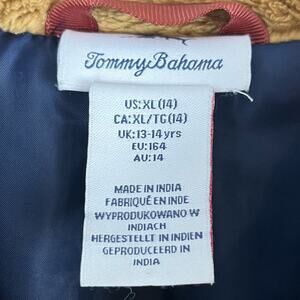 Tommy Bahama
US:XL (14)
CA:XL/TG(14)
UK:13-14 yrs
EU:164
AU:14
MADE IN INDIA
FABRIQUÉ EN INDE
WYPRODUKOWANO W
INDIACH
HERGESTELLT IN INDIEN
GEPRODUCEERD IN
INDIA